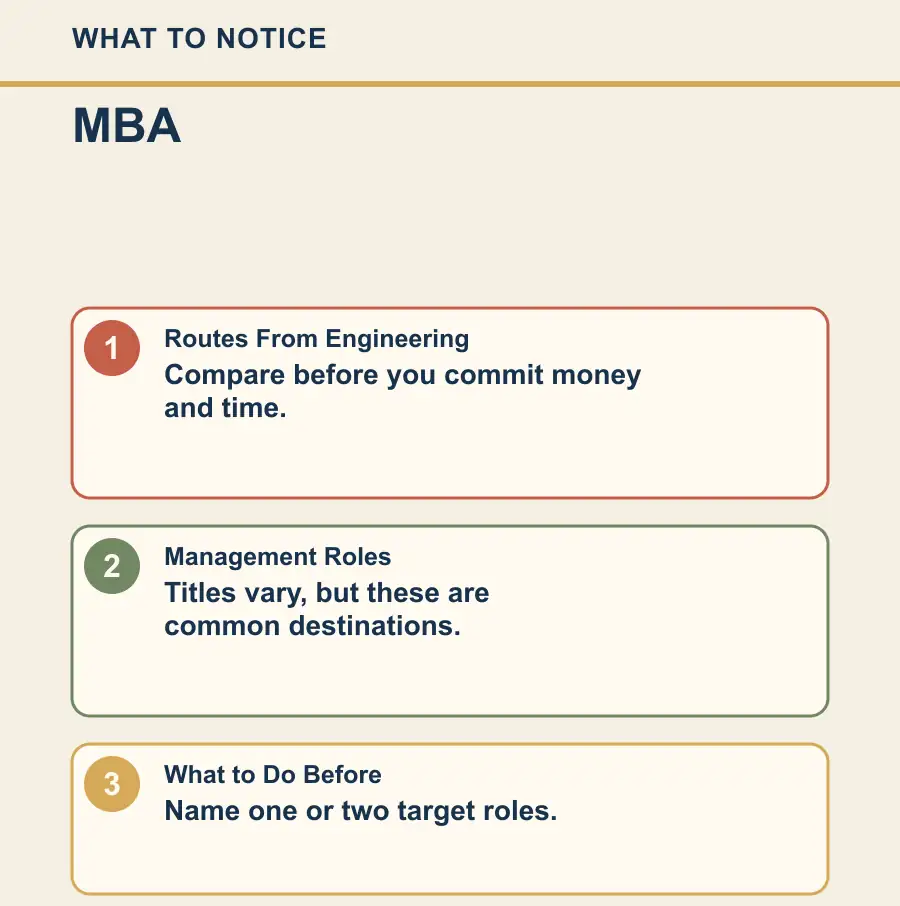 WHAT TO NOTICE
MBA
1
Routes From Engineering
Compare before you commit money
and time.
2
Management Roles
Titles vary, but these are
common destinations.
3
What to Do Before
Name one or two target roles.